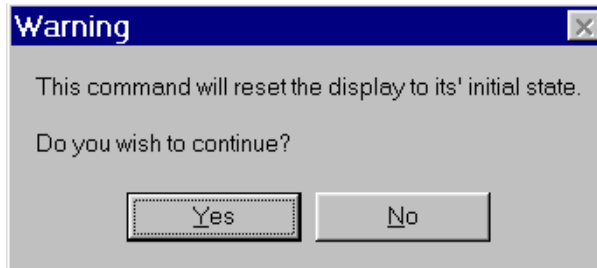 Warning
This command will reset the display to its' initial state.
Do you wish to continue?
Yes No